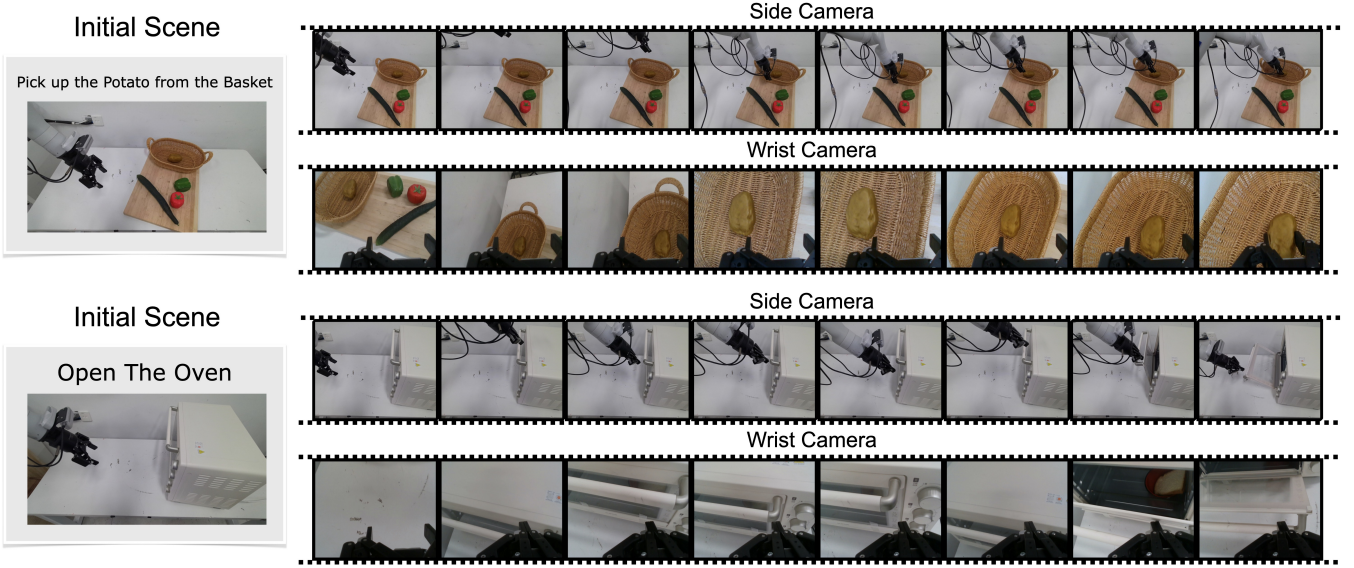 Initial Scene
Pick up the Potato from the Basket
Side Camera
Wrist Camera
Initial Scene
Open The Oven
Side Camera
Wrist Camera